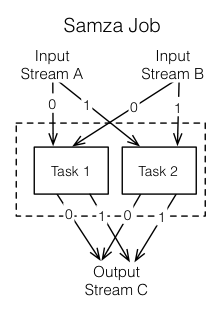 Samza Job
Input
Stream A
Input
Stream B
0
1
0
1
Task 1
Task 2
0
1
0
1
Output
Stream C